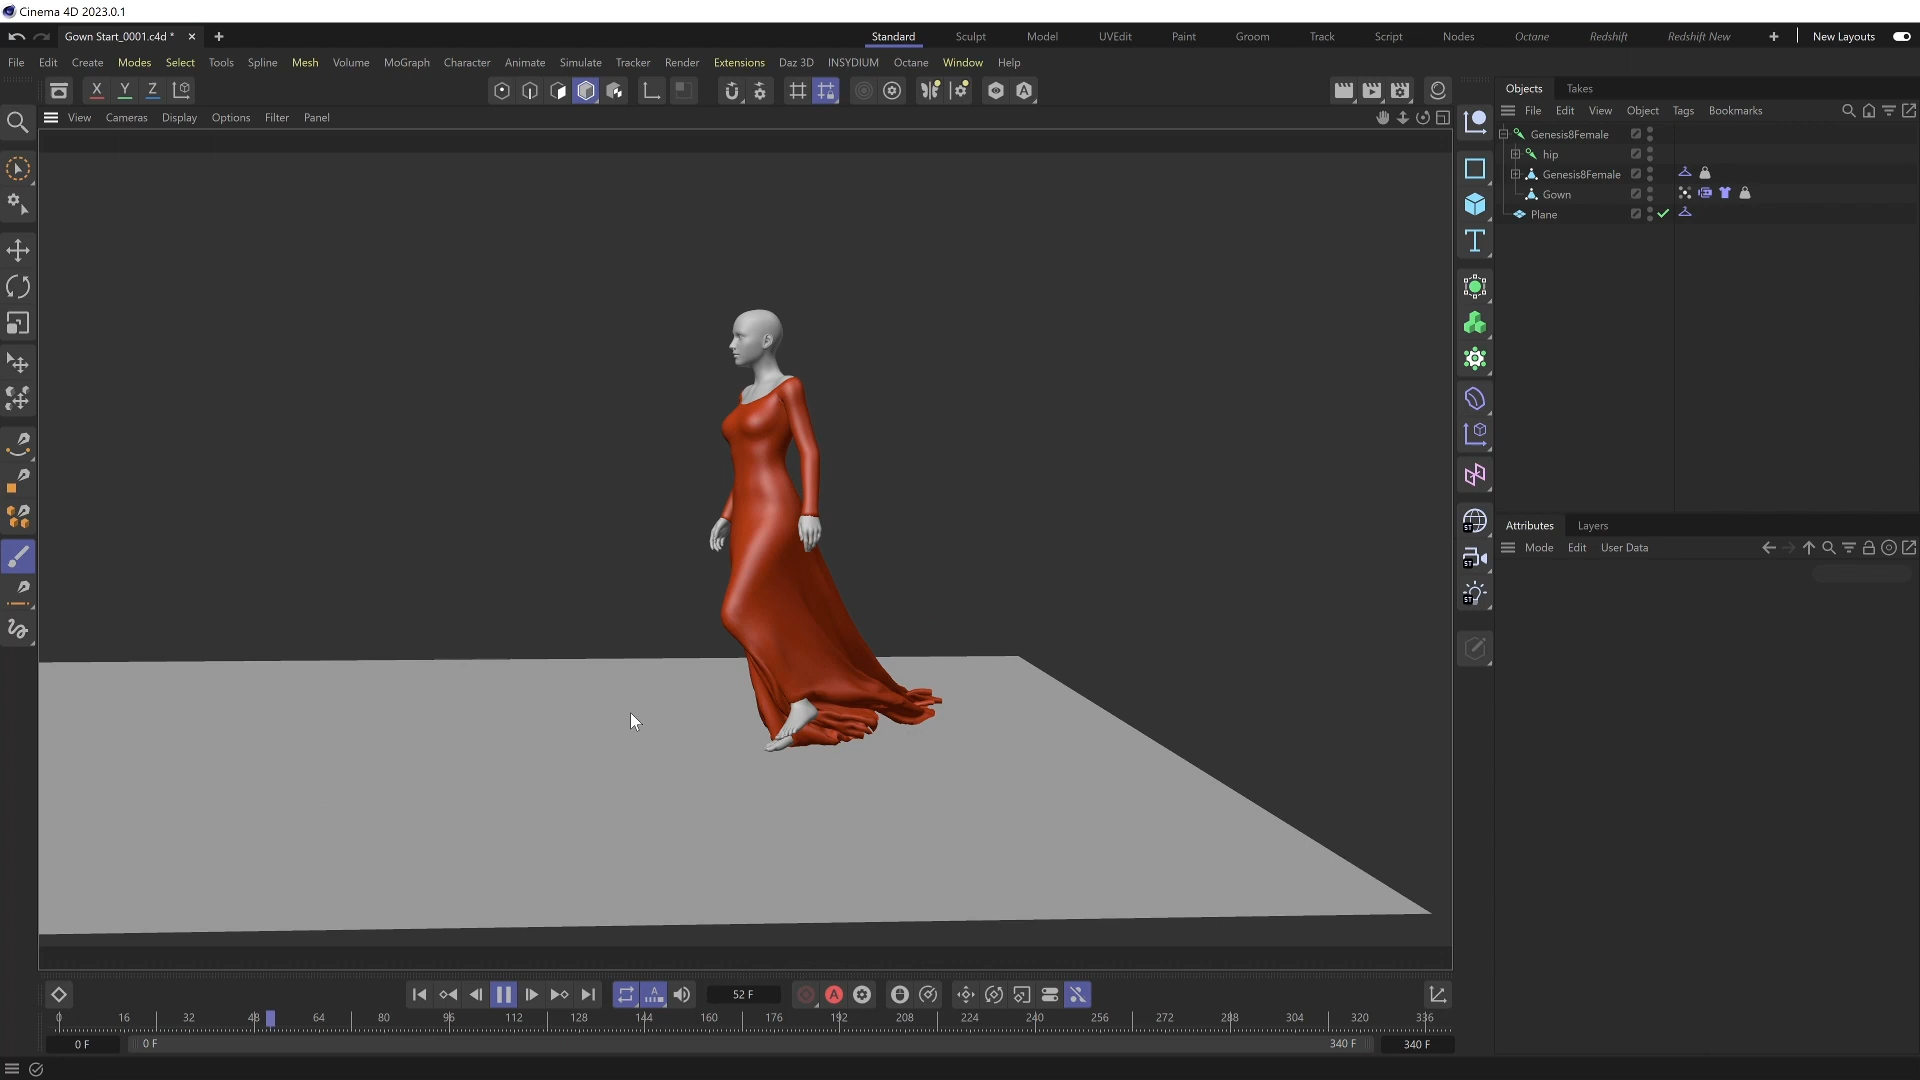 Cinema 4D 2023.0.1
Gown Start_0001.c4d *
Standard Sculpt Model UVEdit Paint Groom Track Script Nodes Octane Redshift Redshift New New Layouts
File Edit Create Modes Select Tools Spline Mesh Volume MoGraph Character Animate Simulate Tracker Render Extensions Daz 3D INSYDIUM Octane Window Help
X Y Z
Objects Takes
View Cameras Display Options Filter Panel
File Edit View Object Tags Bookmarks
Genesis8Female
hip
Genesis8Female
Gown
Plane
Attributes Layers
Mode Edit User Data
ST
ST
ST
52 F
0 16 32 48 64 80 96 112 128 144 160 176 192 208 224 240 256 272 288 304 320 336
0 F 0 F 340 F 340 F